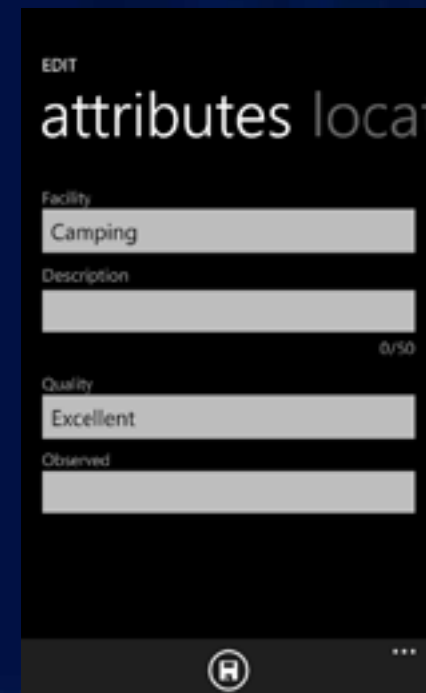 EDIT
attributes loca
Facility
Camping
Description
0/50
Quality
Excellent
Observed